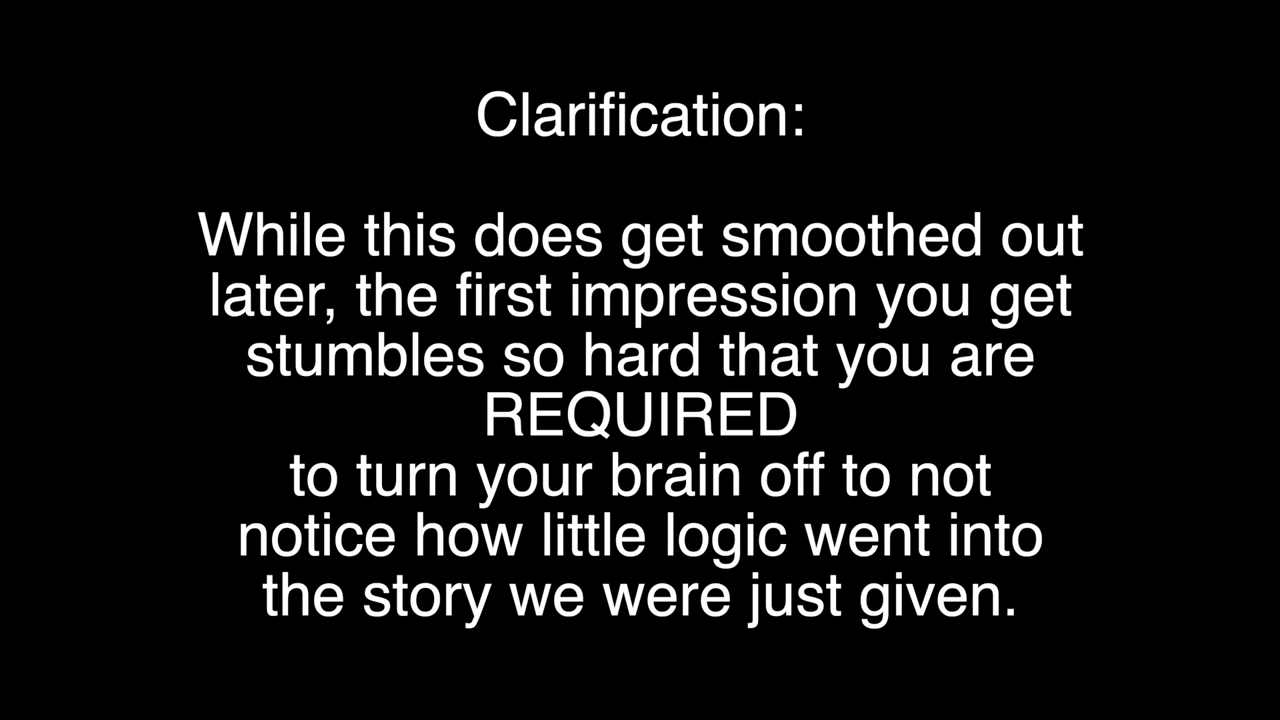 Clarification:
While this does get smoothed out
later, the first impression you get
stumbles so hard that you are
REQUIRED
to turn your brain off to not
notice how little logic went into
the story we were just given.